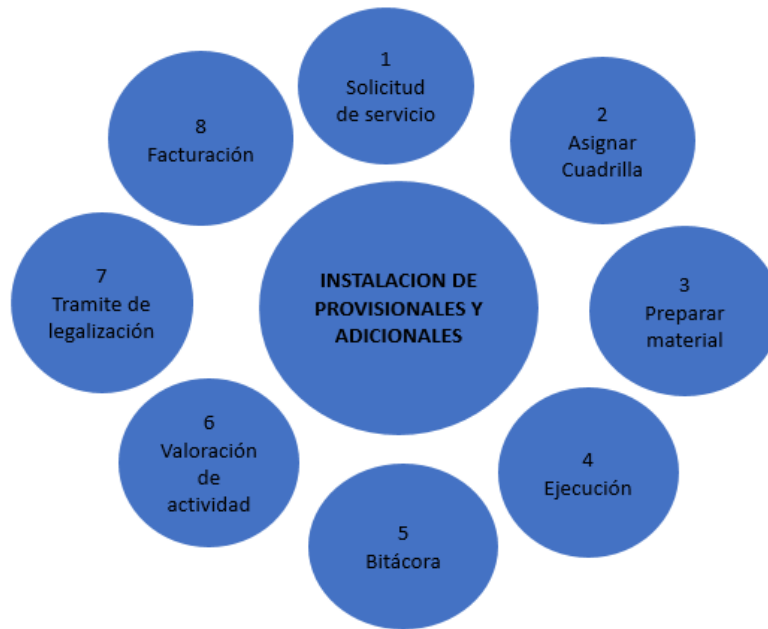 1
Solicitud
de servicio
2
Asignar
Cuadrilla
3
Preparar
material
4
Ejecución
5
Bitácora
6
Valoración
de
actividad
7
Tramite de
legalización
8
Facturación
INSTALACION DE
PROVISIONALES Y
ADICIONALES